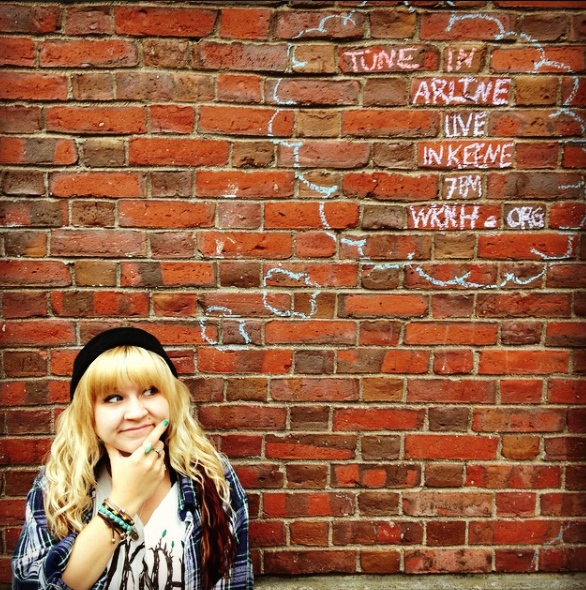 TUNE IN
ARLINE
LIVE
IN KEENE
7PM
WKNH.ORG